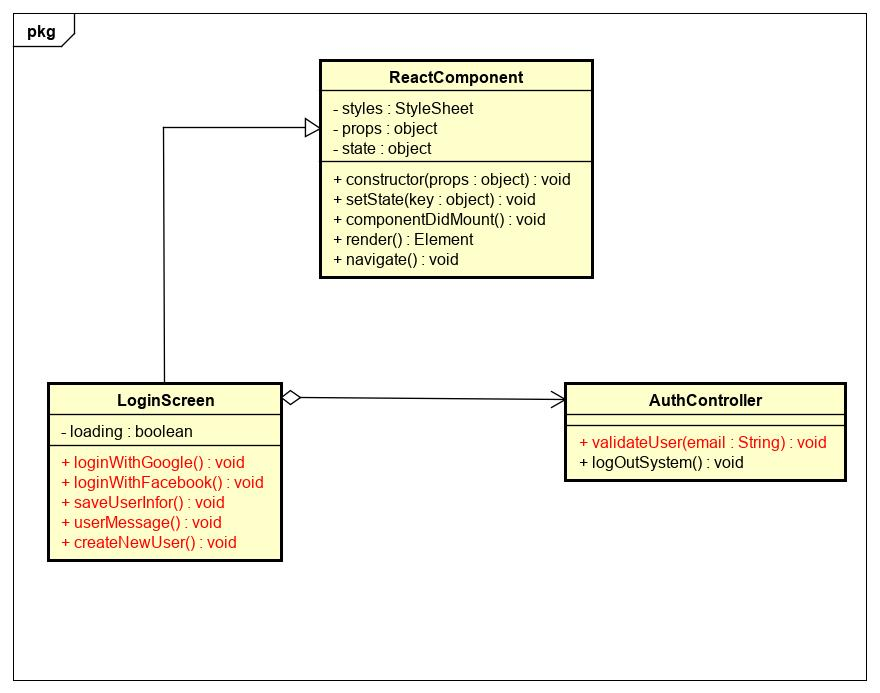 pkg
ReactComponent
- styles : StyleSheet
- props : object
- state : object
+ constructor(props : object) : void
+ setState(key : object) : void
+ componentDidMount() : void
+ render() : Element
+ navigate() : void
LoginScreen
- loading : boolean
+ loginWithGoogle() : void
+ loginWithFacebook() : void
+ saveUserInfor() : void
+ userMessage() : void
+ createNewUser() : void
AuthController
+ validateUser(email : String) : void
+ logOutSystem() : void